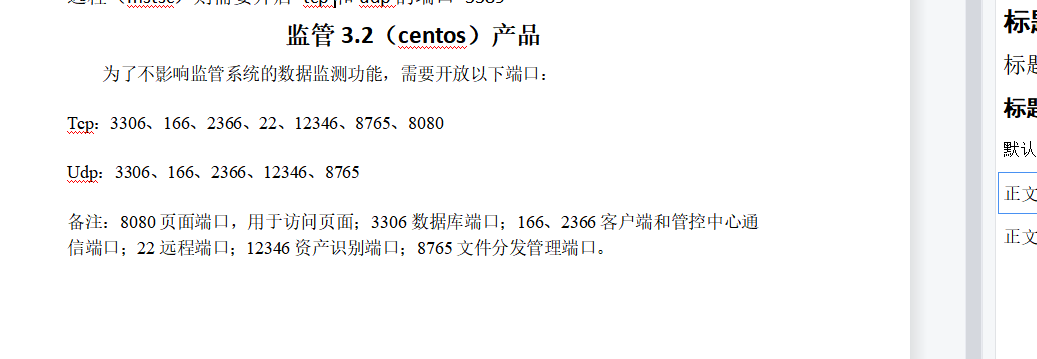 监管 3.2（centos）产品
为了不影响监管系统的数据监测功能，需要开放以下端口：
Tcp：3306、166、2366、22、12346、8765、8080
Udp：3306、166、2366、12346、8765
备注：8080 页面端口，用于访问页面；3306 数据库端口；166、2366 客户端和管控中心通
信端口；22 远程端口；12346 资产识别端口；8765 文件分发管理端口。
标
标
标
默认
正文
正文